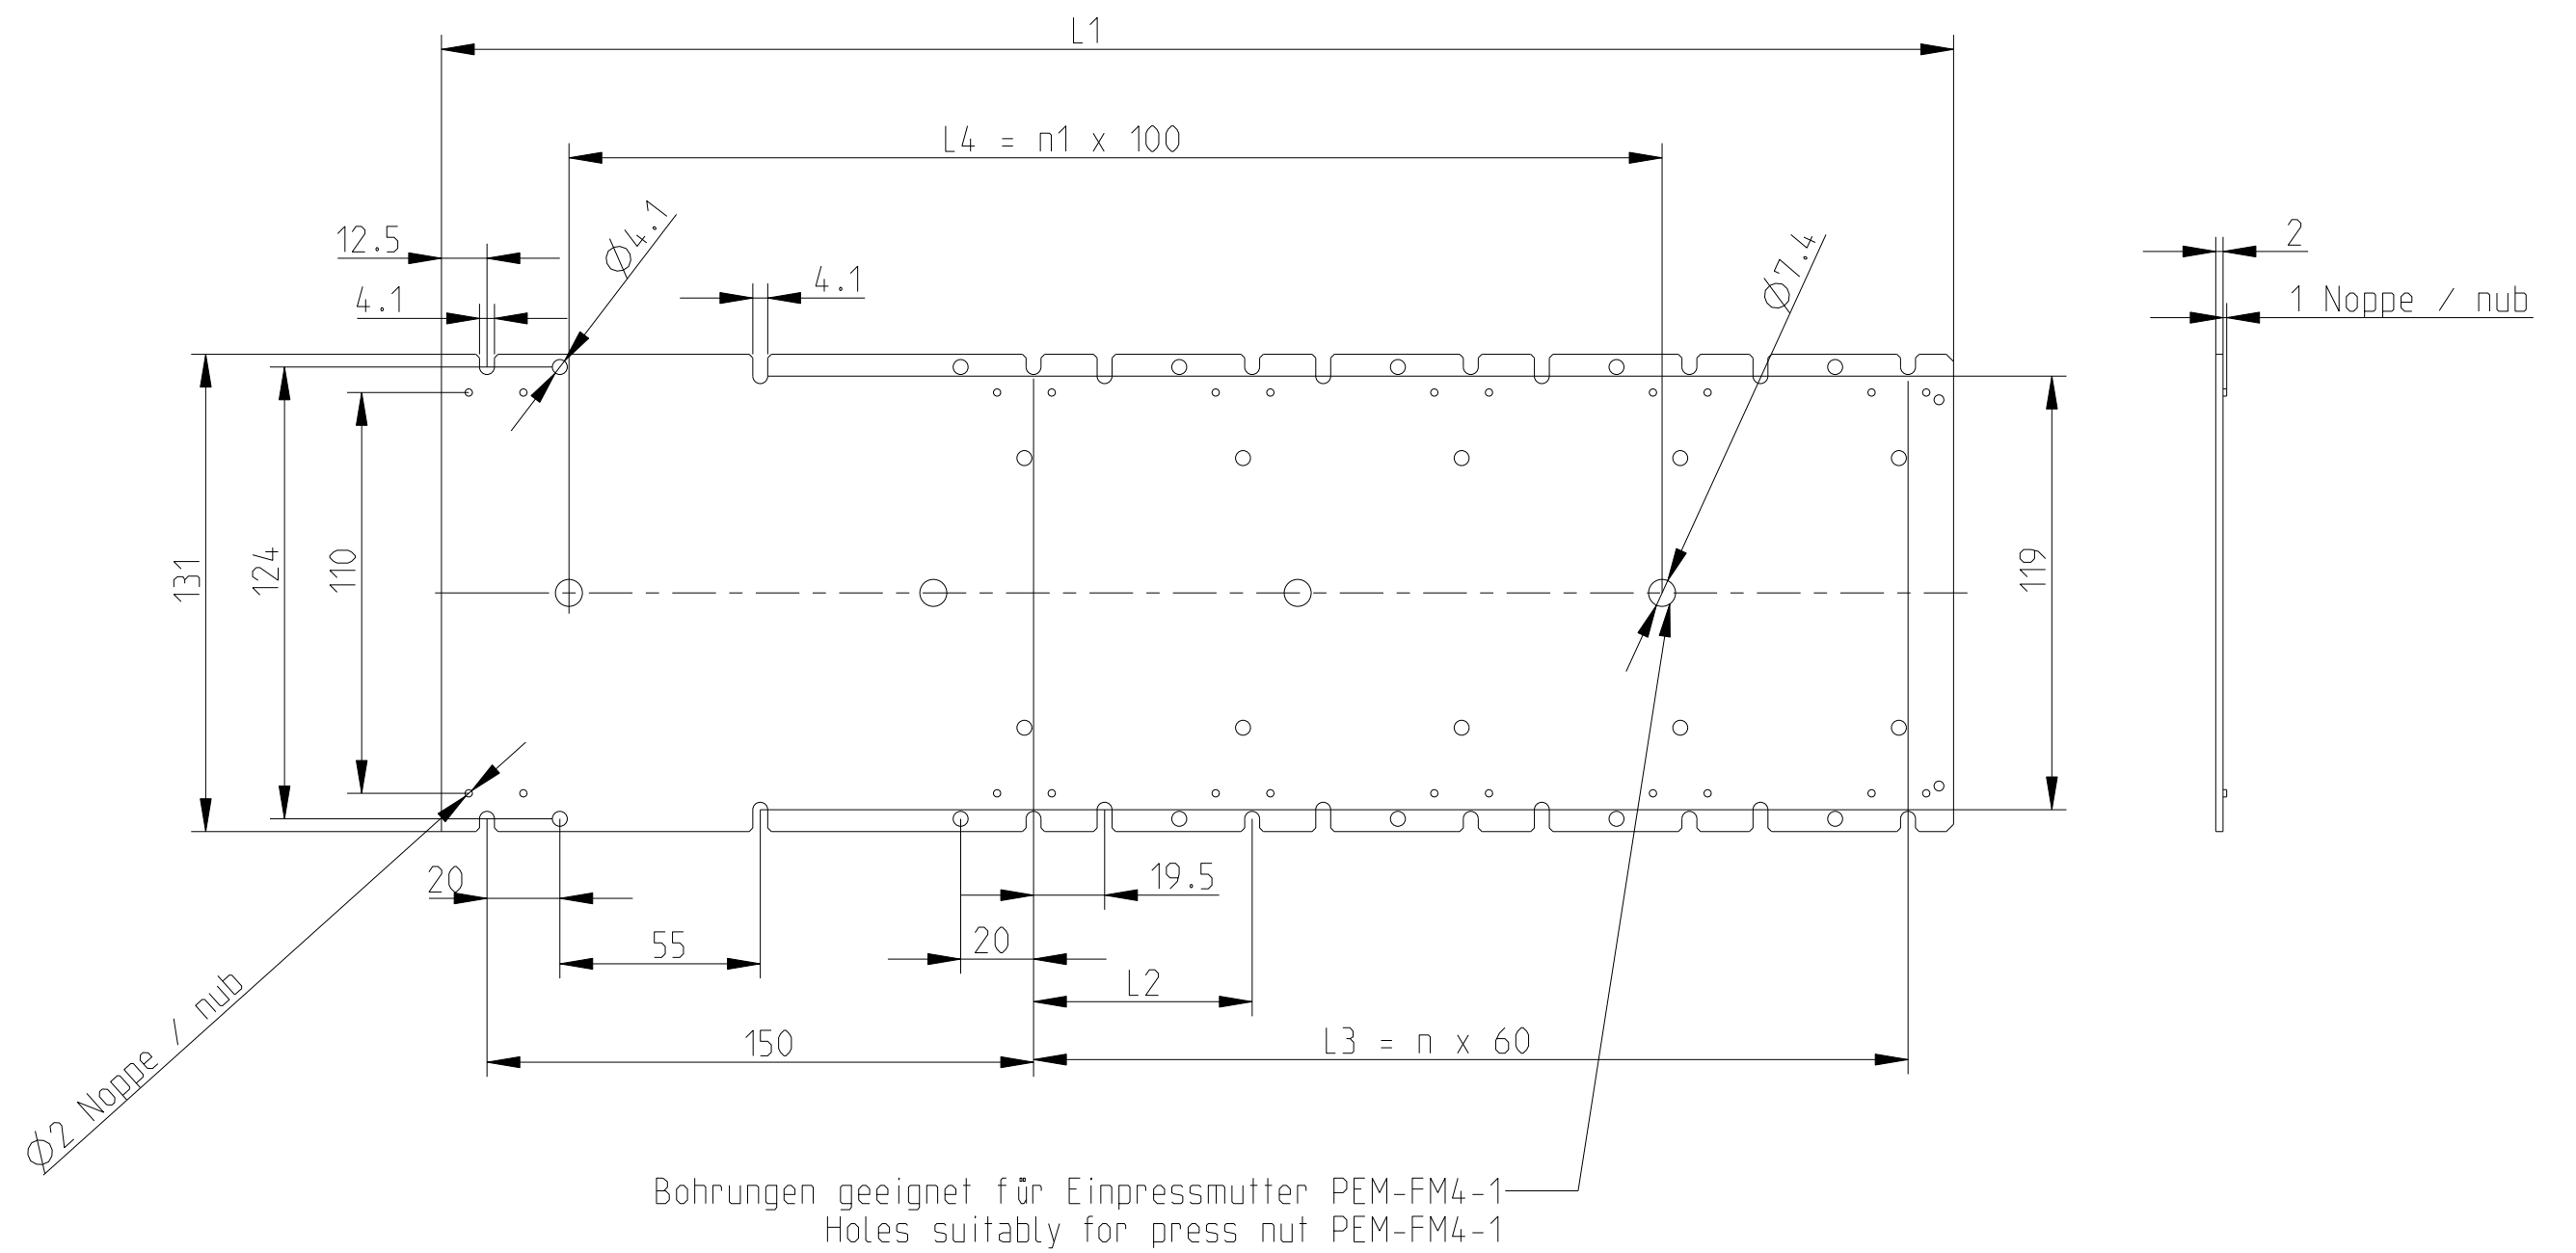 L1
L4 = n1 x 100
12.5
Ø4.1
4.1
4.1
Ø7.4
2
1 Noppe / nub
131
124
110
119
20
19.5
55
20
L2
150
L3 = n x 60
Ø2 Noppe / nub
Bohrungen geeignet für Einpressmutter PEM-FM4-1
Holes suitably for press nut PEM-FM4-1